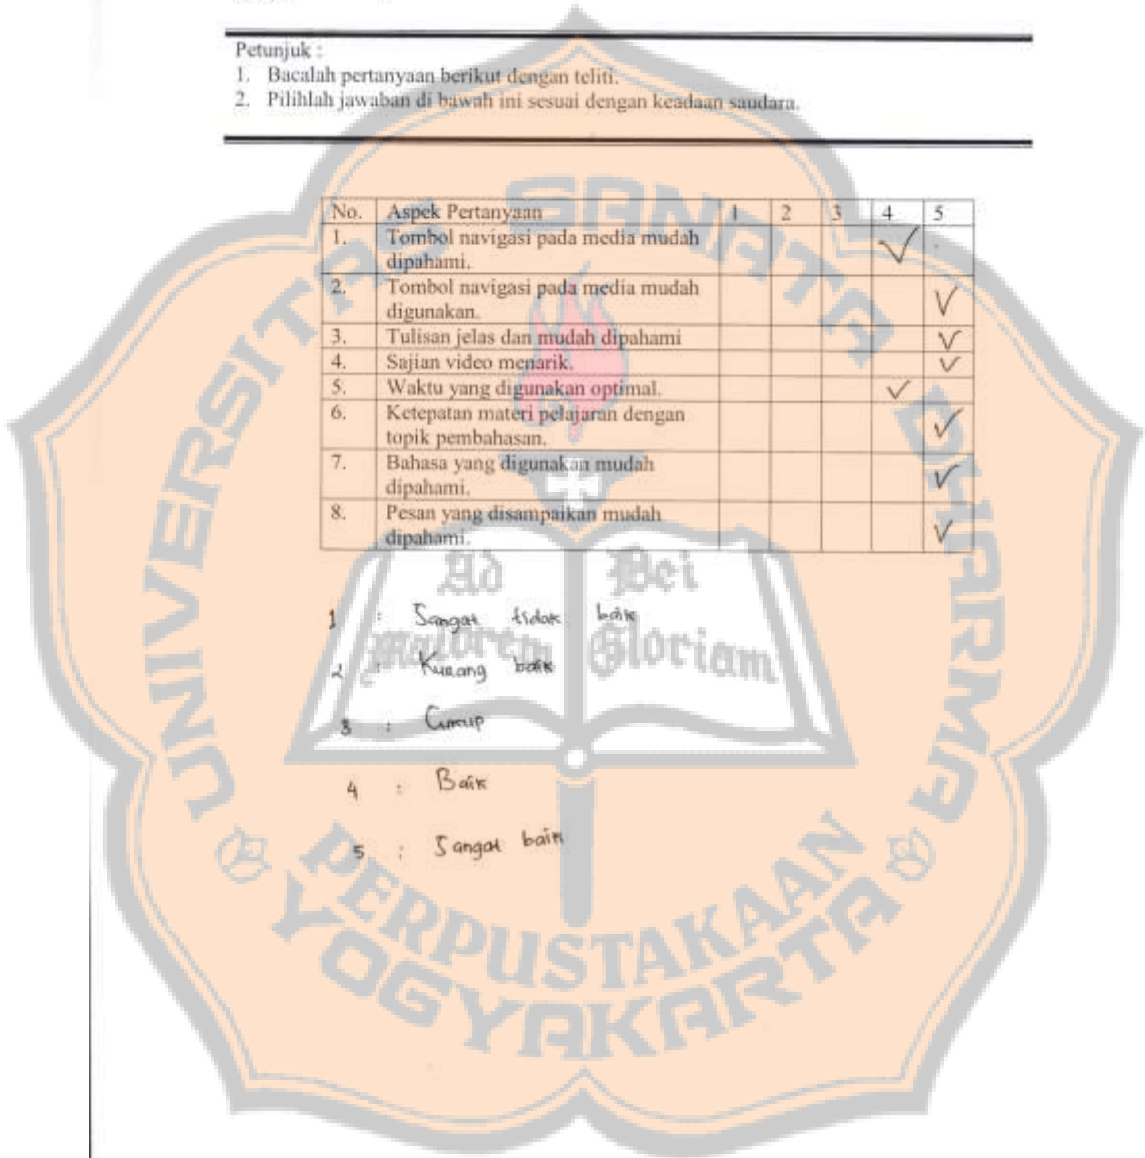 Petunjuk :
1. Bacalah pertanyaan berikut dengan teliti.
2. Pilihlah jawaban di bawah ini sesuai dengan keadaan saudara.
No. Aspek Pertanyaan 1 2 3 4 5
1. Tombol navigasi pada media mudah
dipahami. ✓
2. Tombol navigasi pada media mudah
digunakan. ✓
3. Tulisan jelas dan mudah dipahami ✓
4. Sajian video menarik. ✓
5. Waktu yang digunakan optimal. ✓
6. Ketepatan materi pelajaran dengan
topik pembahasan. ✓
7. Bahasa yang digunakan mudah
dipahami. ✓
8. Pesan yang disampaikan mudah
dipahami. ✓
1 : Sangat tidak baik
2 : Kurang baik
3 : Cukup
4 : Baik
5 : Sangat baik
UNIVERSITAS SANATA DHARMA
Ad Dei
maiorem Gloriam
PERPUSTAKAAN
YOGYAKARTA